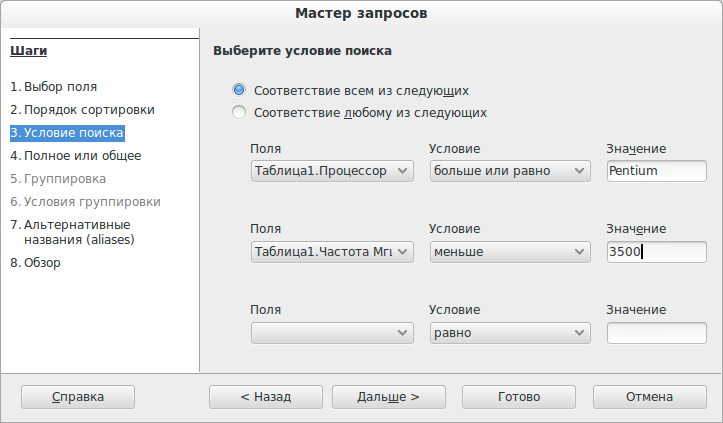 Мастер запросов
Шаги
1. Выбор поля
2. Порядок сортировки
3. Условие поиска
4. Полное или общее
5. Группировка
6. Условия группировки
7. Альтернативные
названия (aliases)
8. Обзор
Выберите условие поиска
Соответствие всем из следующих
Соответствие любому из следующих
Поля Условие Значение
Таблица1.Процессор больше или равно Pentium
Поля Условие Значение
Таблица1.Частота Мгц меньше 3500
Поля Условие Значение
равно
Справка < Назад Дальше > Готово Отмена